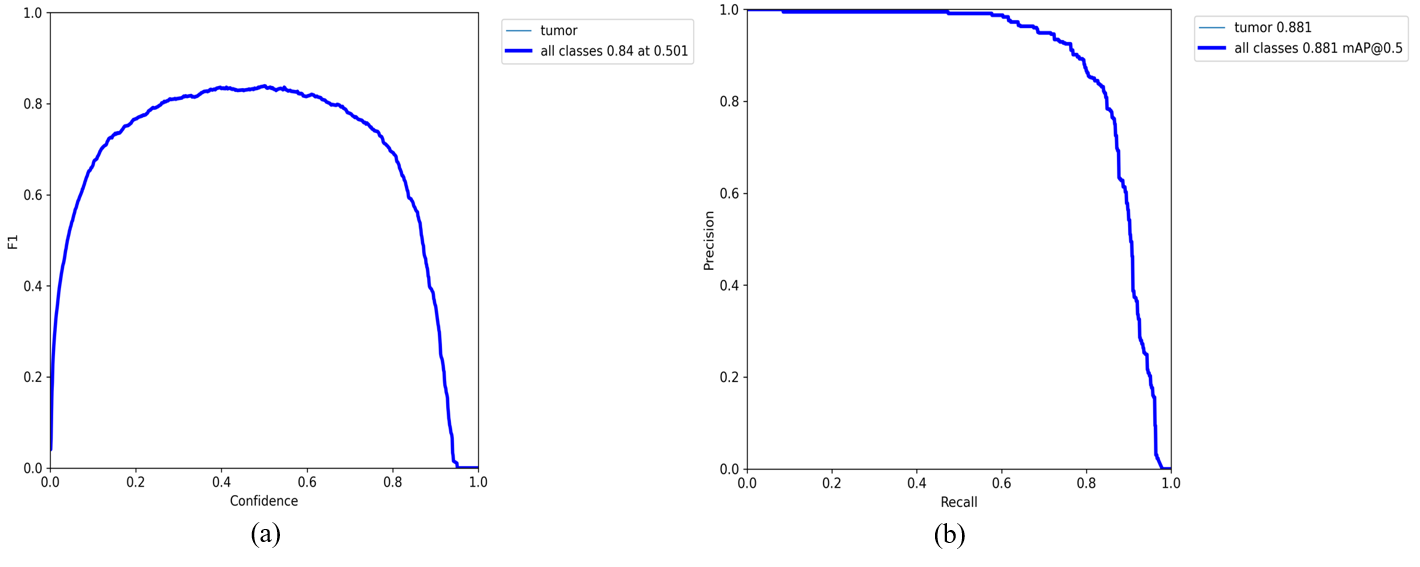 1.0
0.8
0.6
0.4
0.2
0.0
F1
0.0 0.2 0.4 0.6 0.8 1.0
Confidence
tumor
all classes 0.84 at 0.501
(a)
1.0
0.8
0.6
0.4
0.2
0.0
Precision
0.0 0.2 0.4 0.6 0.8 1.0
Recall
tumor 0.881
all classes 0.881 mAP@0.5
(b)